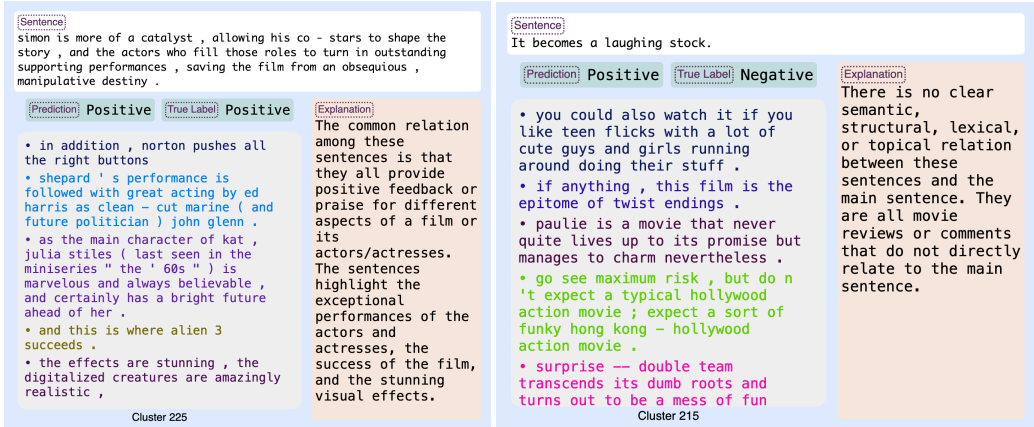 Sentence
simon is more of a catalyst , allowing his co - stars to shape the
story , and the actors who fill those roles to turn in outstanding
supporting performances , saving the film from an obsequious ,
manipulative destiny .
Prediction Positive True Label Positive
• in addition , norton pushes all
the right buttons
• shepard ' s performance is
followed with great acting by ed
harris as clean - cut marine ( and
future politician ) john glenn .
• as the main character of kat ,
julia stiles ( last seen in the
miniseries " the ' 60s " ) is
marvelous and always believable ,
and certainly has a bright future
ahead of her .
• and this is where alien 3
succeeds .
• the effects are stunning , the
digitalized creatures are amazingly
realistic ,
Explanation
The common relation
among these
sentences is that
they all provide
positive feedback or
praise for different
aspects of a film or
its
actors/actresses.
The sentences
highlight the
exceptional
performances of the
actors and
actresses, the
success of the film,
and the stunning
visual effects.
Cluster 225
Sentence
It becomes a laughing stock.
Prediction Positive True Label Negative
• you could also watch it if you
like teen flicks with a lot of
cute guys and girls running
around doing their stuff .
• if anything , this film is the
epitome of twist endings .
• paulie is a movie that never
quite lives up to its promise but
manages to charm nevertheless .
• go see maximum risk , but do n
't expect a typical hollywood
action movie ; expect a sort of
funky hong kong – hollywood
action movie .
• surprise –– double team
transcends its dumb roots and
turns out to be a mess of fun
Explanation
There is no clear
semantic,
structural, lexical,
or topical relation
between these
sentences and the
main sentence. They
are all movie
reviews or comments
that do not directly
relate to the main
sentence.
Cluster 215